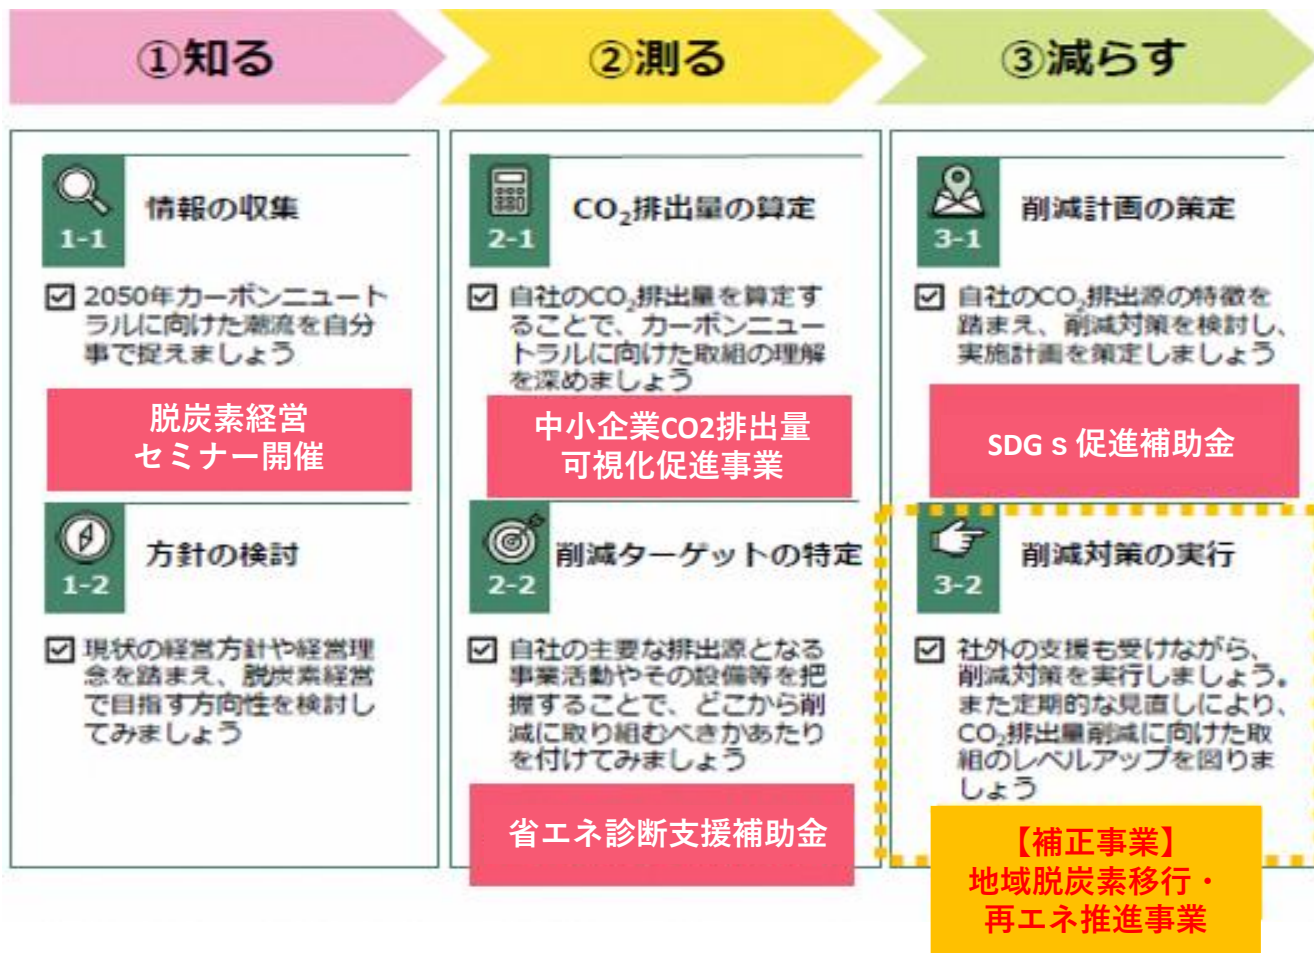 ①知る
②測る
③減らす
1-1
情報の収集
2050年カーボンニュート
ラルに向けた潮流を自分
事で捉えましょう
脱炭素経営
セミナー開催
1-2
方針の検討
現状の経営方針や経営理
念を踏まえ、脱炭素経営
で目指す方向性を検討し
てみましょう
2-1
CO₂排出量の算定
自社のCO₂排出量を算定す
ることで、カーボンニュー
トラルに向けた取組の理解
を深めましょう
中小企業CO2排出量
可視化促進事業
2-2
削減ターゲットの特定
自社の主要な排出源となる
事業活動やその設備等を把
握することで、どこから削
減に取り組むべきかあたり
を付けてみましょう
省エネ診断支援補助金
3-1
削減計画の策定
自社のCO₂排出源の特徴を
踏まえ、削減対策を検討し、
実施計画を策定しましょう
SDGｓ促進補助金
3-2
削減対策の実行
社外の支援も受けながら、
削減対策を実行しましょう。
また定期的な見直しにより、
CO₂排出量削減に向けた取
組のレベルアップを図りま
しょう
【補正事業】
地域脱炭素移行・
再エネ推進事業